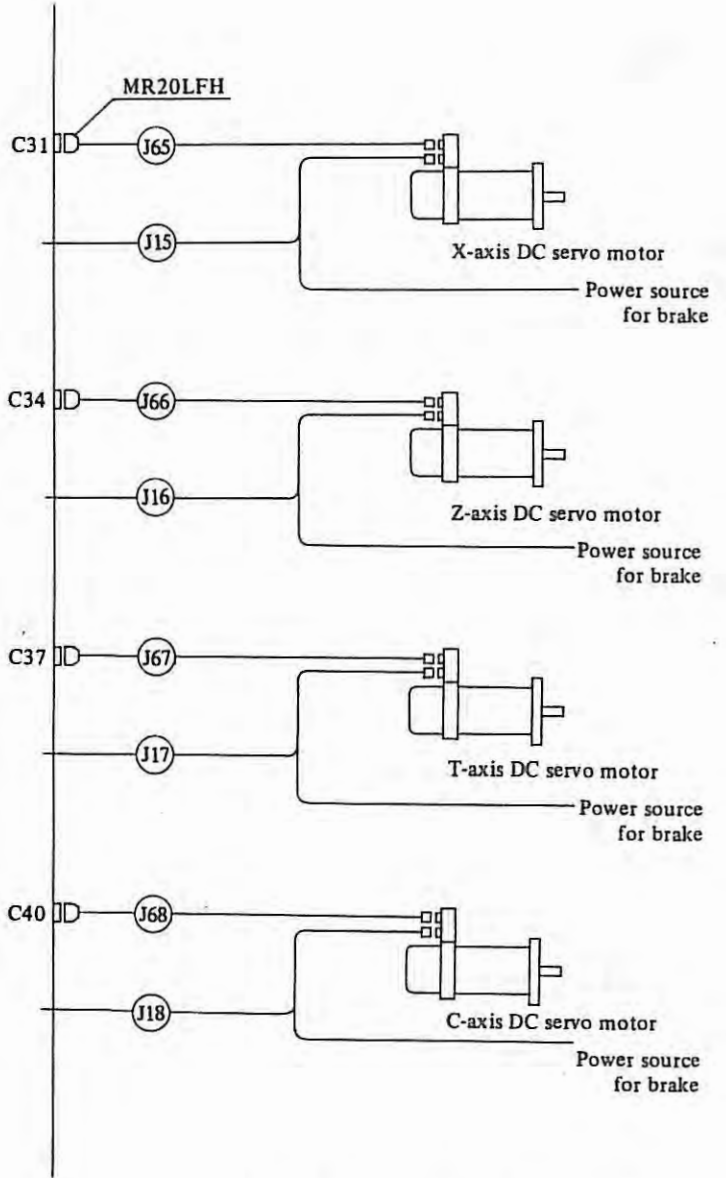 MR20LFH
C31
J65
J15
X-axis DC servo motor
Power source
for brake
C34
J66
J16
Z-axis DC servo motor
Power source
for brake
C37
J67
J17
T-axis DC servo motor
Power source
for brake
C40
J68
J18
C-axis DC servo motor
Power source
for brake